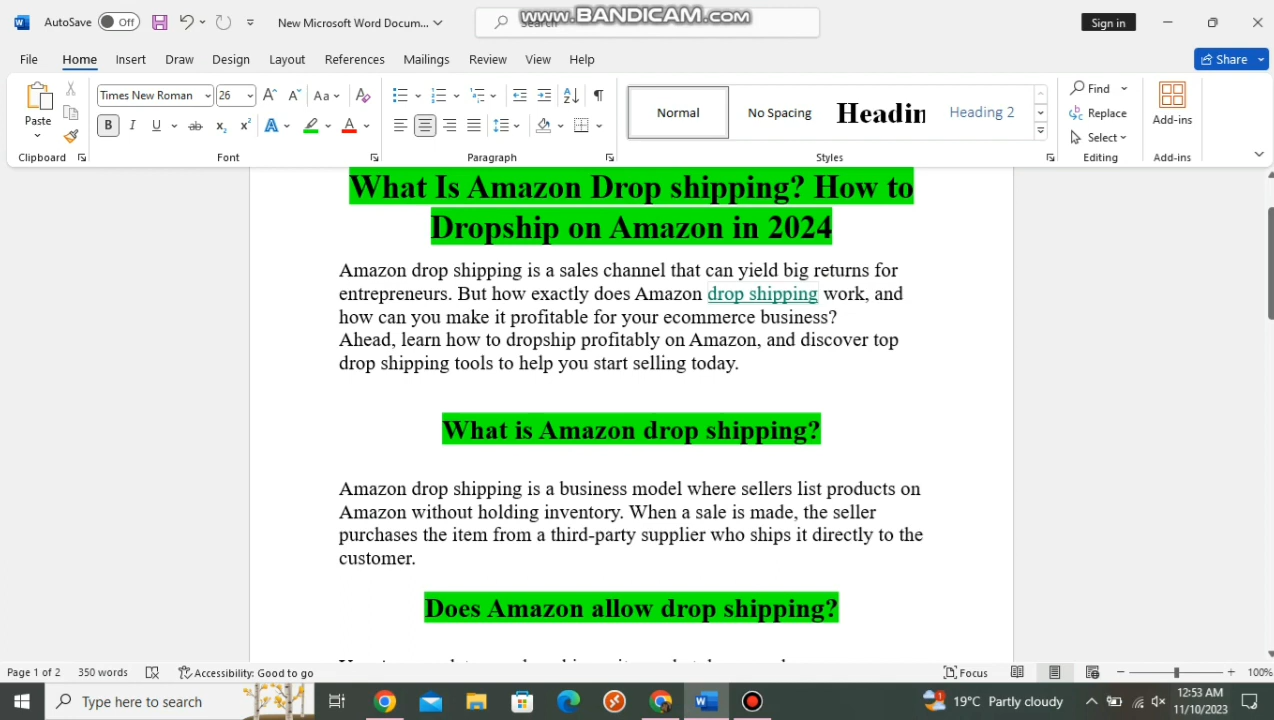 AutoSave Off New Microsoft Word Docum... Search www.BANDICAM.com Sign in
File Home Insert Draw Design Layout References Mailings Review View Help Share
Paste Times New Roman 26 Normal No Spacing Headin Heading 2 Find Replace Select Add-ins
Clipboard Font Paragraph Styles Editing Add-ins
What Is Amazon Drop shipping? How to
Dropship on Amazon in 2024
Amazon drop shipping is a sales channel that can yield big returns for
entrepreneurs. But how exactly does Amazon drop shipping work, and
how can you make it profitable for your ecommerce business?
Ahead, learn how to dropship profitably on Amazon, and discover top
drop shipping tools to help you start selling today.
What is Amazon drop shipping?
Amazon drop shipping is a business model where sellers list products on
Amazon without holding inventory. When a sale is made, the seller
purchases the item from a third-party supplier who ships it directly to the
customer.
Does Amazon allow drop shipping?
Page 1 of 2 350 words Accessibility: Good to go Focus 100%
Type here to search 19°C Partly cloudy 12:53 AM
11/10/2023